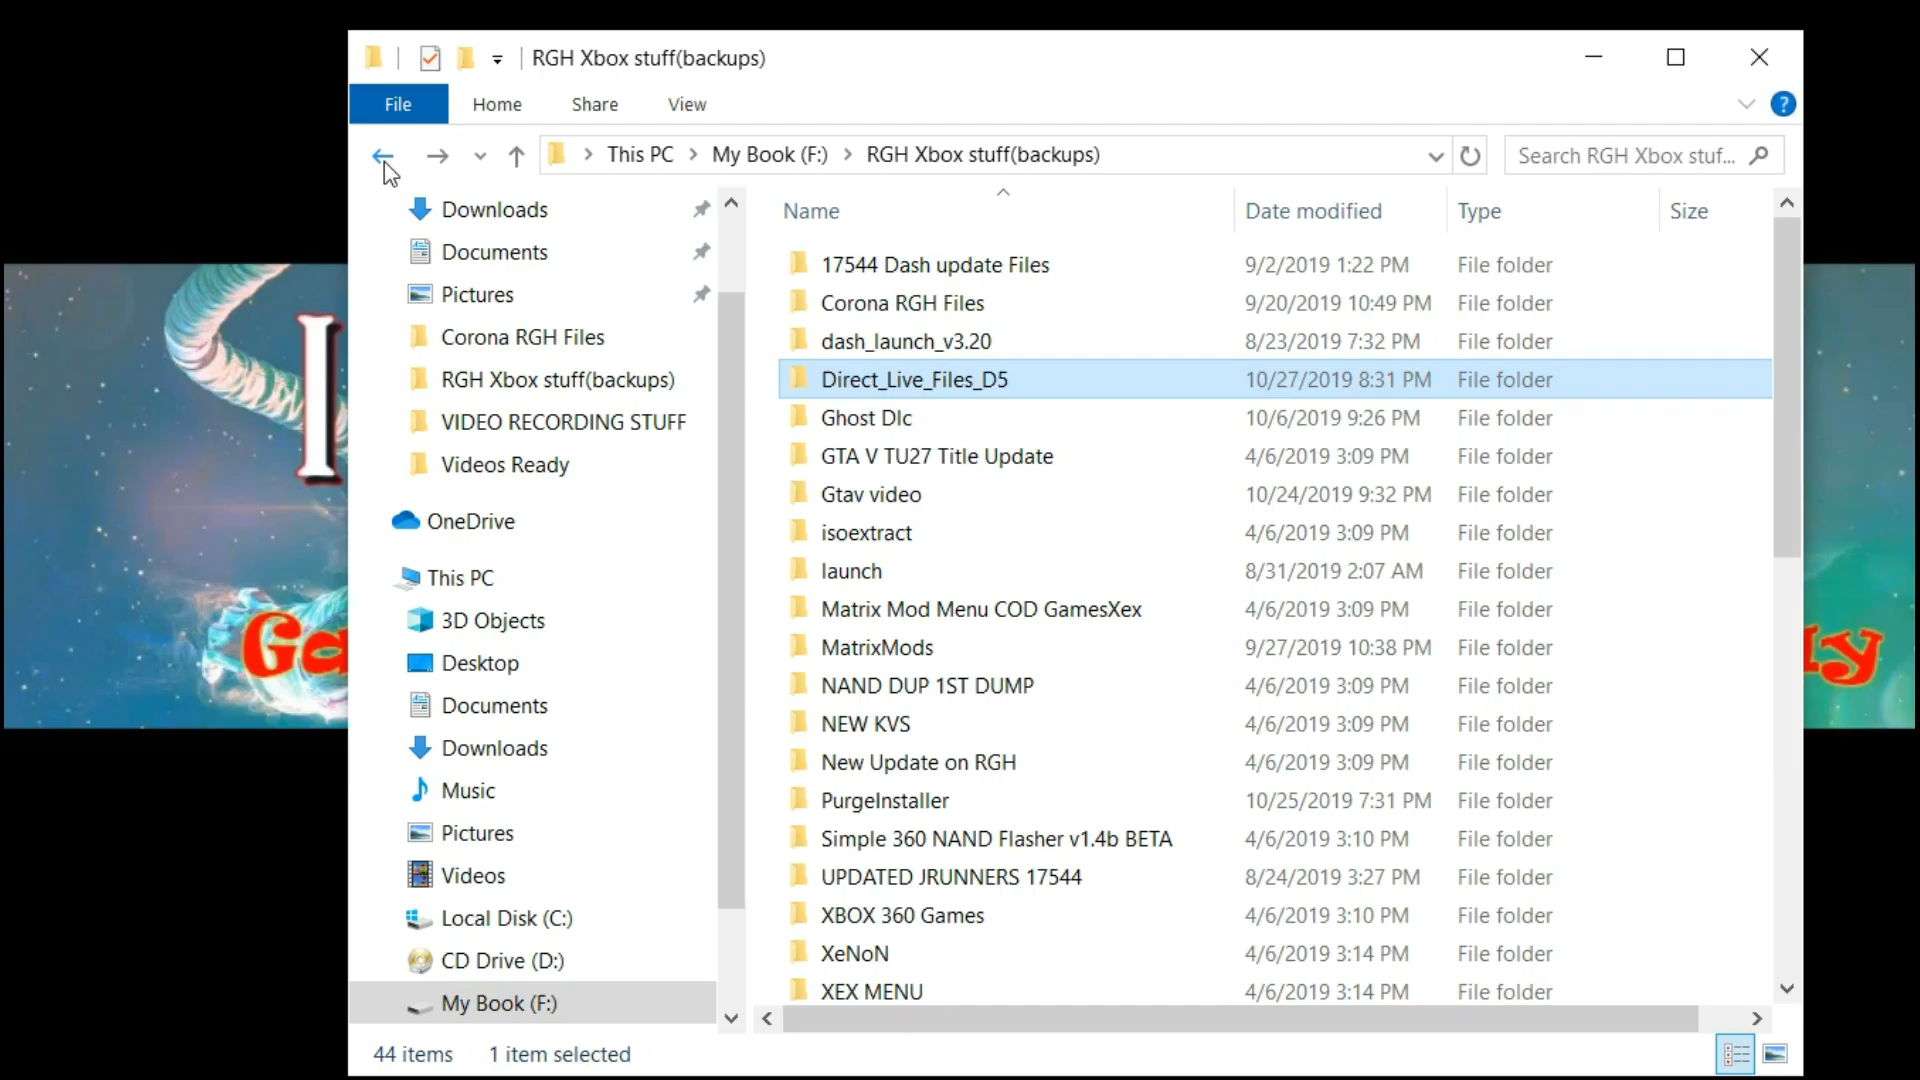 RGH Xbox stuff(backups)
File Home Share View
This PC > My Book (F:) > RGH Xbox stuff(backups)
Search RGH Xbox stuf...
Downloads
Documents
Pictures
Corona RGH Files
RGH Xbox stuff(backups)
VIDEO RECORDING STUFF
Videos Ready
OneDrive
This PC
3D Objects
Desktop
Documents
Downloads
Music
Pictures
Videos
Local Disk (C:)
CD Drive (D:)
My Book (F:)
Name Date modified Type Size
17544 Dash update Files 9/2/2019 1:22 PM File folder
Corona RGH Files 9/20/2019 10:49 PM File folder
dash_launch_v3.20 8/23/2019 7:32 PM File folder
Direct_Live_Files_D5 10/27/2019 8:31 PM File folder
Ghost Dlc 10/6/2019 9:26 PM File folder
GTA V TU27 Title Update 4/6/2019 3:09 PM File folder
Gtav video 10/24/2019 9:32 PM File folder
isoextract 4/6/2019 3:09 PM File folder
launch 8/31/2019 2:07 AM File folder
Matrix Mod Menu COD GamesXex 4/6/2019 3:09 PM File folder
MatrixMods 9/27/2019 10:38 PM File folder
NAND DUP 1ST DUMP 4/6/2019 3:09 PM File folder
NEW KVS 4/6/2019 3:09 PM File folder
New Update on RGH 4/6/2019 3:09 PM File folder
PurgeInstaller 10/25/2019 7:31 PM File folder
Simple 360 NAND Flasher v1.4b BETA 4/6/2019 3:10 PM File folder
UPDATED JRUNNERS 17544 8/24/2019 3:27 PM File folder
XBOX 360 Games 4/6/2019 3:10 PM File folder
XeNoN 4/6/2019 3:14 PM File folder
XEX MENU 4/6/2019 3:14 PM File folder
44 items 1 item selected